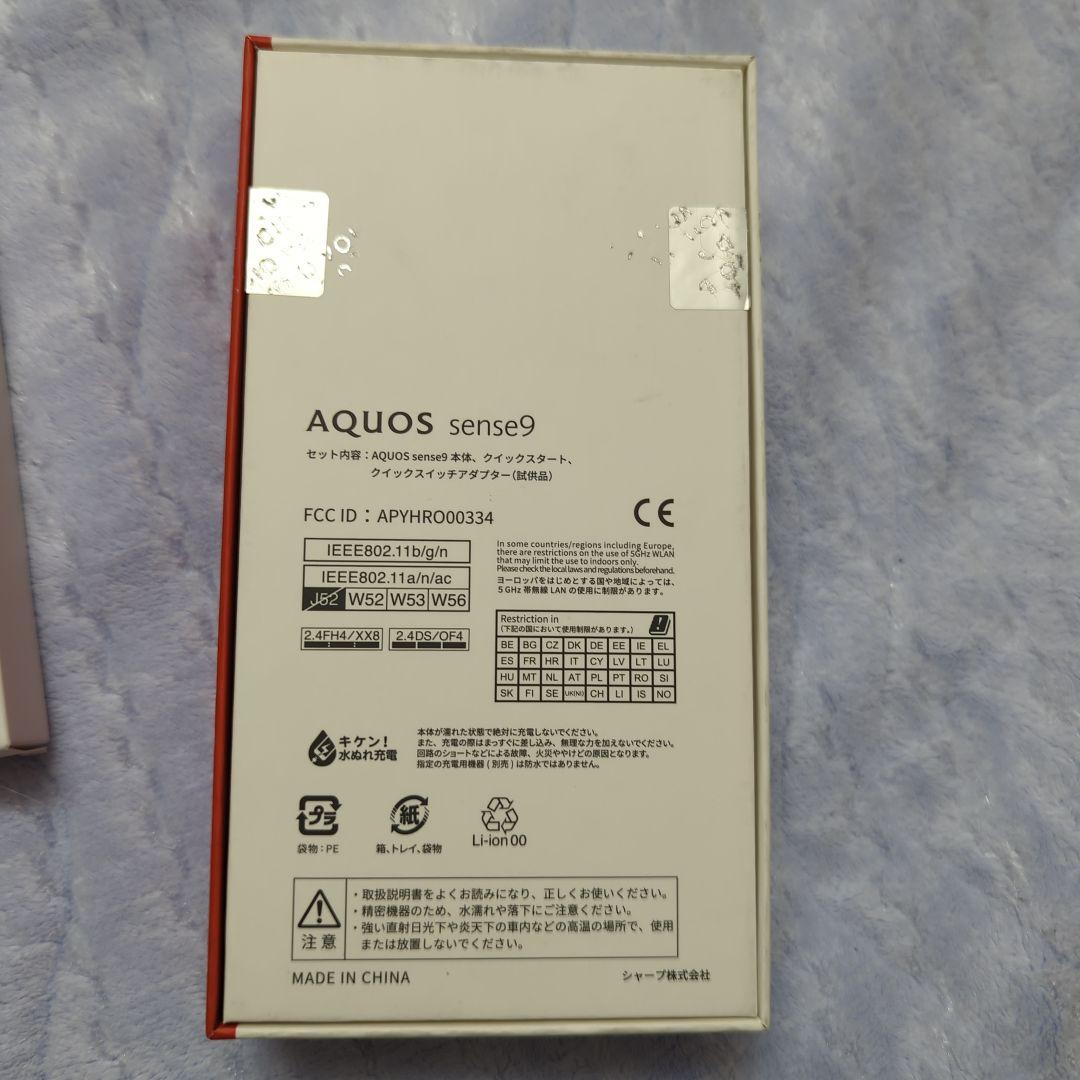 AQUOS sense9
セット内容：AQUOS sense9 本体、クイックスタート、
クイックスイッチアダプター（試供品）
FCC ID：APYHRO00334
CE
IEEE802.11b/g/n
IEEE802.11a/n/ac
J52 W52 W53 W56
2.4FH4/XX8 2.4DS/OF4
In some countries/regions including Europe,
there are restrictions on the use of 5GHz WLAN
that may limit the use to indoors only.
Please check the local laws and regulations beforehand.
ヨーロッパをはじめとする国や地域によっては、
5 GHz 帯無線 LAN の使用に制限があります。
Restriction in
（下記の国において使用制限があります。）
BE BG CZ DK DE EE IE EL
ES FR HR IT CY LV LT LU
HU MT NL AT PL PT RO SI
SK FI SE UK(NI) CH LI IS NO
キケン！
水ぬれ充電
本体が濡れた状態で絶対に充電しないでください。
また、充電の際はまっすぐに差し込み、無理な力を加えないでください。
回路のショートなどによる故障、火災ややけどの原因となります。
指定の充電用機器（別売）は防水ではありません。
プラ
袋物：PE
紙
箱、トレイ、袋物
Li-ion 00
注意
・取扱説明書をよくお読みになり、正しくお使いください。
・精密機器のため、水濡れや落下にご注意ください。
・強い直射日光下や炎天下の車内などの高温の場所で、使用
または放置しないでください。
MADE IN CHINA
シャープ株式会社